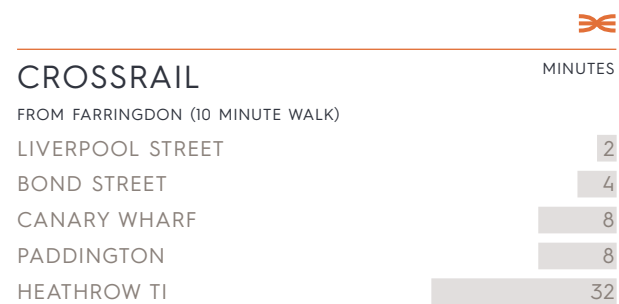 CROSSRAIL MINUTES
FROM FARRINGDON (10 MINUTE WALK)
LIVERPOOL STREET 2
BOND STREET 4
CANARY WHARF 8
PADDINGTON 8
HEATHROW T1 32